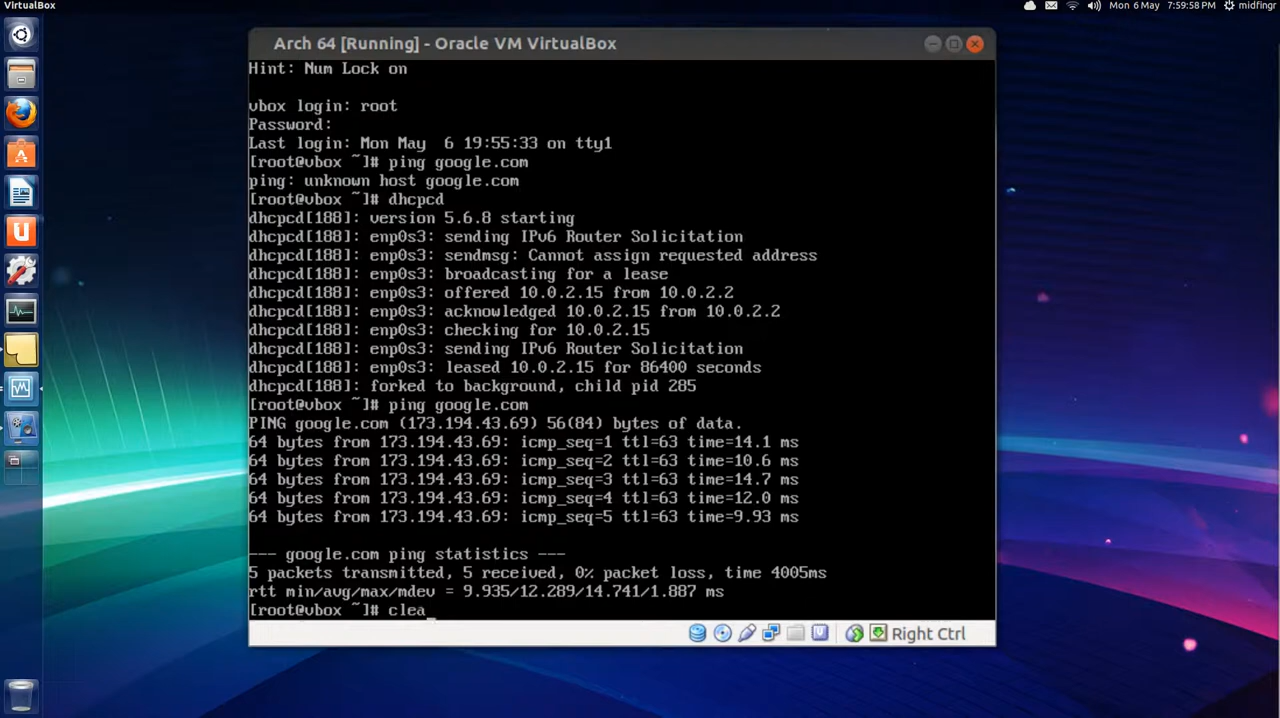 VirtualBox
Mon 6 May 7:59:58 PM midfingr
Arch 64 [Running] - Oracle VM VirtualBox
Hint: Num Lock on
vbox login: root
Password:
Last login: Mon May  6 19:55:33 on tty1
[root@vbox ~]# ping google.com
ping: unknown host google.com
[root@vbox ~]# dhcpcd
dhcpcd[188]: version 5.6.8 starting
dhcpcd[188]: enp0s3: sending IPv6 Router Solicitation
dhcpcd[188]: enp0s3: sendmsg: Cannot assign requested address
dhcpcd[188]: enp0s3: broadcasting for a lease
dhcpcd[188]: enp0s3: offered 10.0.2.15 from 10.0.2.2
dhcpcd[188]: enp0s3: acknowledged 10.0.2.15 from 10.0.2.2
dhcpcd[188]: enp0s3: checking for 10.0.2.15
dhcpcd[188]: enp0s3: sending IPv6 Router Solicitation
dhcpcd[188]: enp0s3: leased 10.0.2.15 for 86400 seconds
dhcpcd[188]: forked to background, child pid 285
[root@vbox ~]# ping google.com
PING google.com (173.194.43.69) 56(84) bytes of data.
64 bytes from 173.194.43.69: icmp_seq=1 ttl=63 time=14.1 ms
64 bytes from 173.194.43.69: icmp_seq=2 ttl=63 time=10.6 ms
64 bytes from 173.194.43.69: icmp_seq=3 ttl=63 time=14.7 ms
64 bytes from 173.194.43.69: icmp_seq=4 ttl=63 time=12.0 ms
64 bytes from 173.194.43.69: icmp_seq=5 ttl=63 time=9.93 ms
--- google.com ping statistics ---
5 packets transmitted, 5 received, 0% packet loss, time 4005ms
rtt min/avg/max/mdev = 9.935/12.289/14.741/1.887 ms
[root@vbox ~]# clea_
Right Ctrl